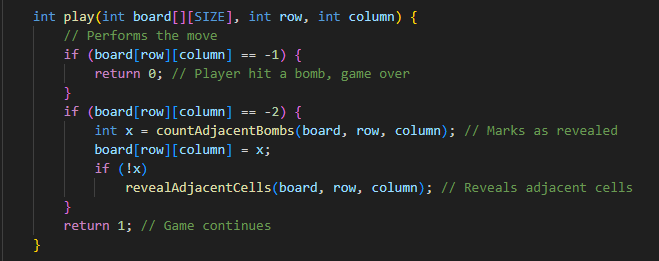 int play(int board[][SIZE], int row, int column) {
    // Performs the move
    if (board[row][column] == -1) {
        return 0; // Player hit a bomb, game over
    }
    if (board[row][column] == -2) {
        int x = countAdjacentBombs(board, row, column); // Marks as revealed
        board[row][column] = x;
        if (!x)
            revealAdjacentCells(board, row, column); // Reveals adjacent cells
    }
    return 1; // Game continues
}